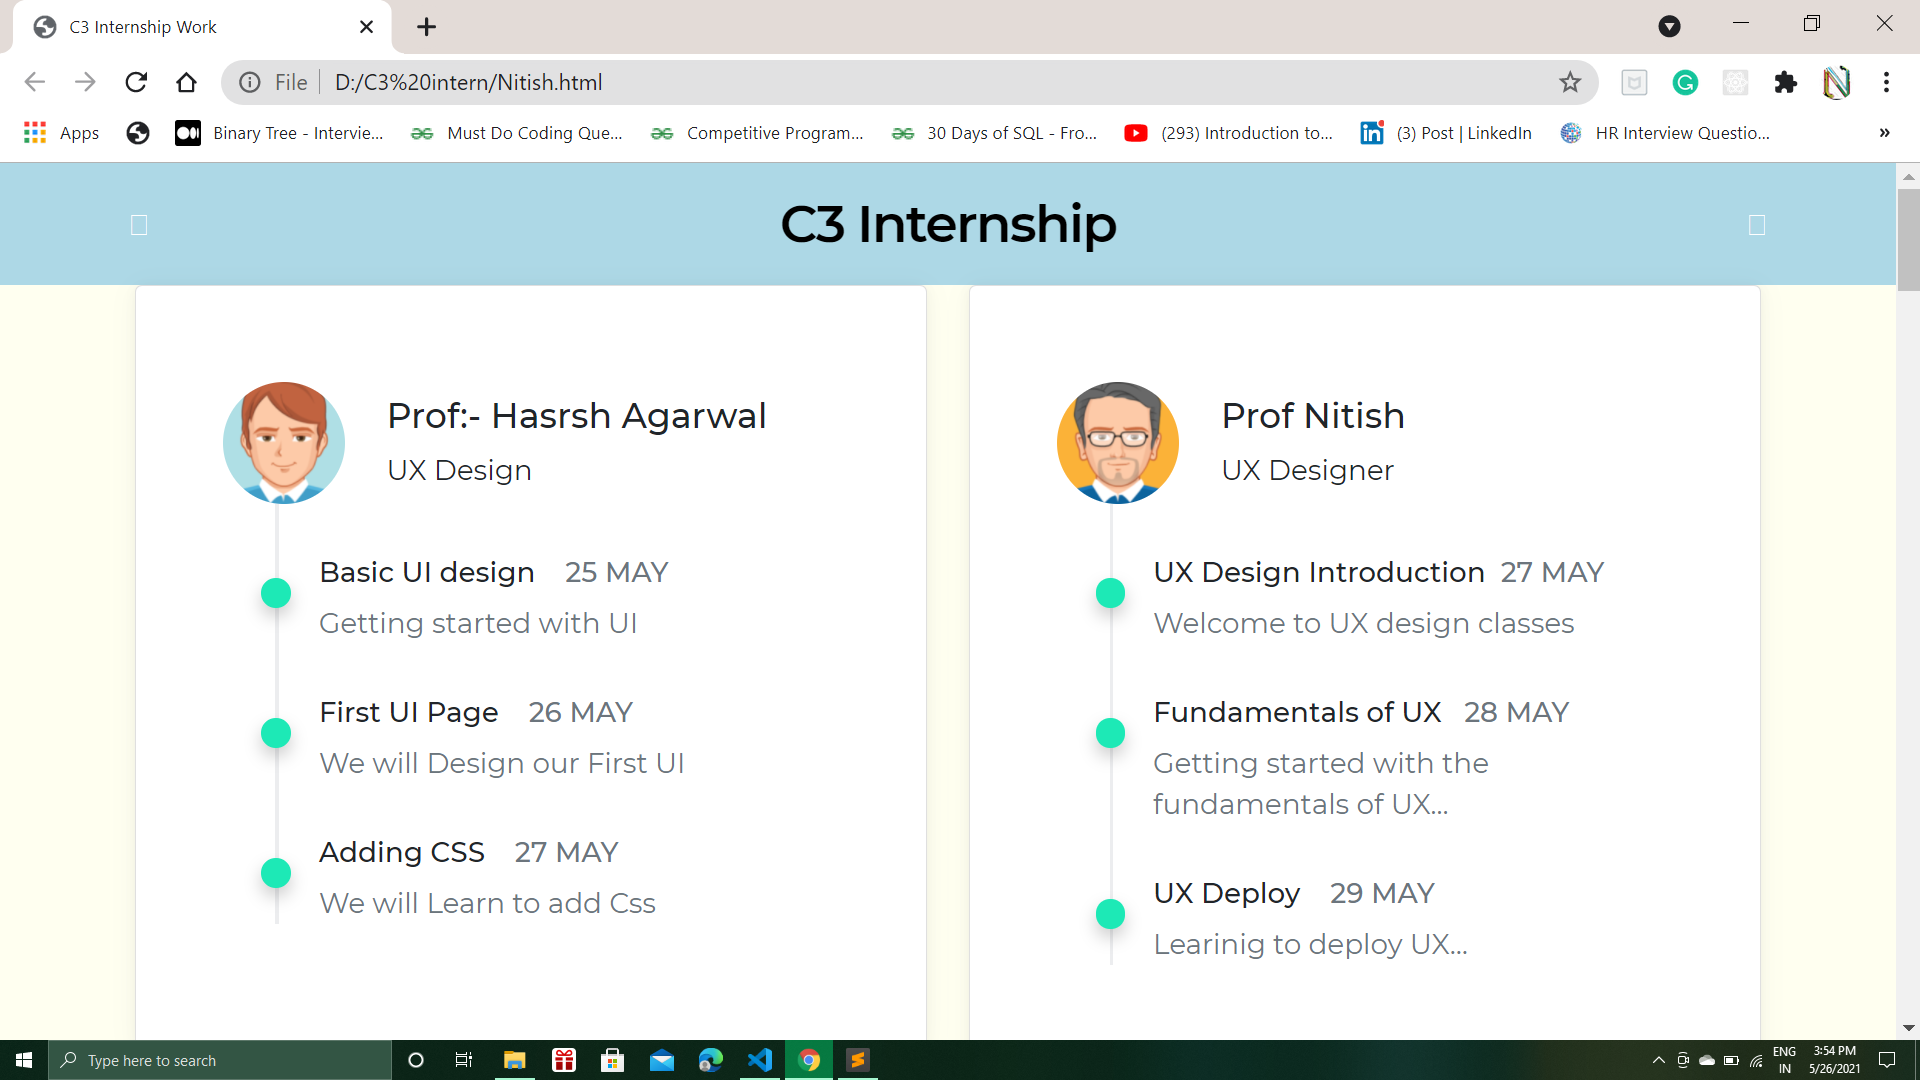 C3 Internship Work
File D:/C3%20intern/Nitish.html
Apps Binary Tree - Intervie... Must Do Coding Que... Competitive Program... 30 Days of SQL - Fro... (293) Introduction to... (3) Post | LinkedIn HR Interview Questio... »
C3 Internship
Prof:- Hasrsh Agarwal
UX Design
Basic UI design 25 MAY
Getting started with UI
First UI Page 26 MAY
We will Design our First UI
Adding CSS 27 MAY
We will Learn to add Css
Prof Nitish
UX Designer
UX Design Introduction 27 MAY
Welcome to UX design classes
Fundamentals of UX 28 MAY
Getting started with the
fundamentals of UX...
UX Deploy 29 MAY
Learinig to deploy UX...
Type here to search
ENG
IN
3:54 PM
5/26/2021